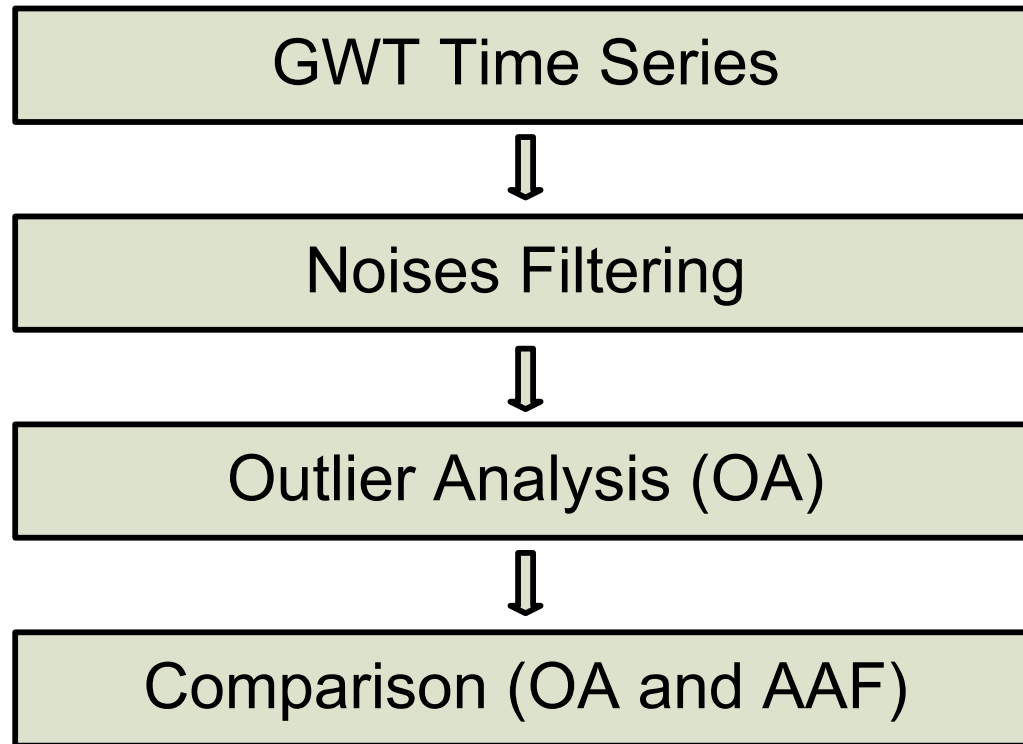 GWT Time Series
Noises Filtering
Outlier Analysis (OA)
Comparison (OA and AAF)